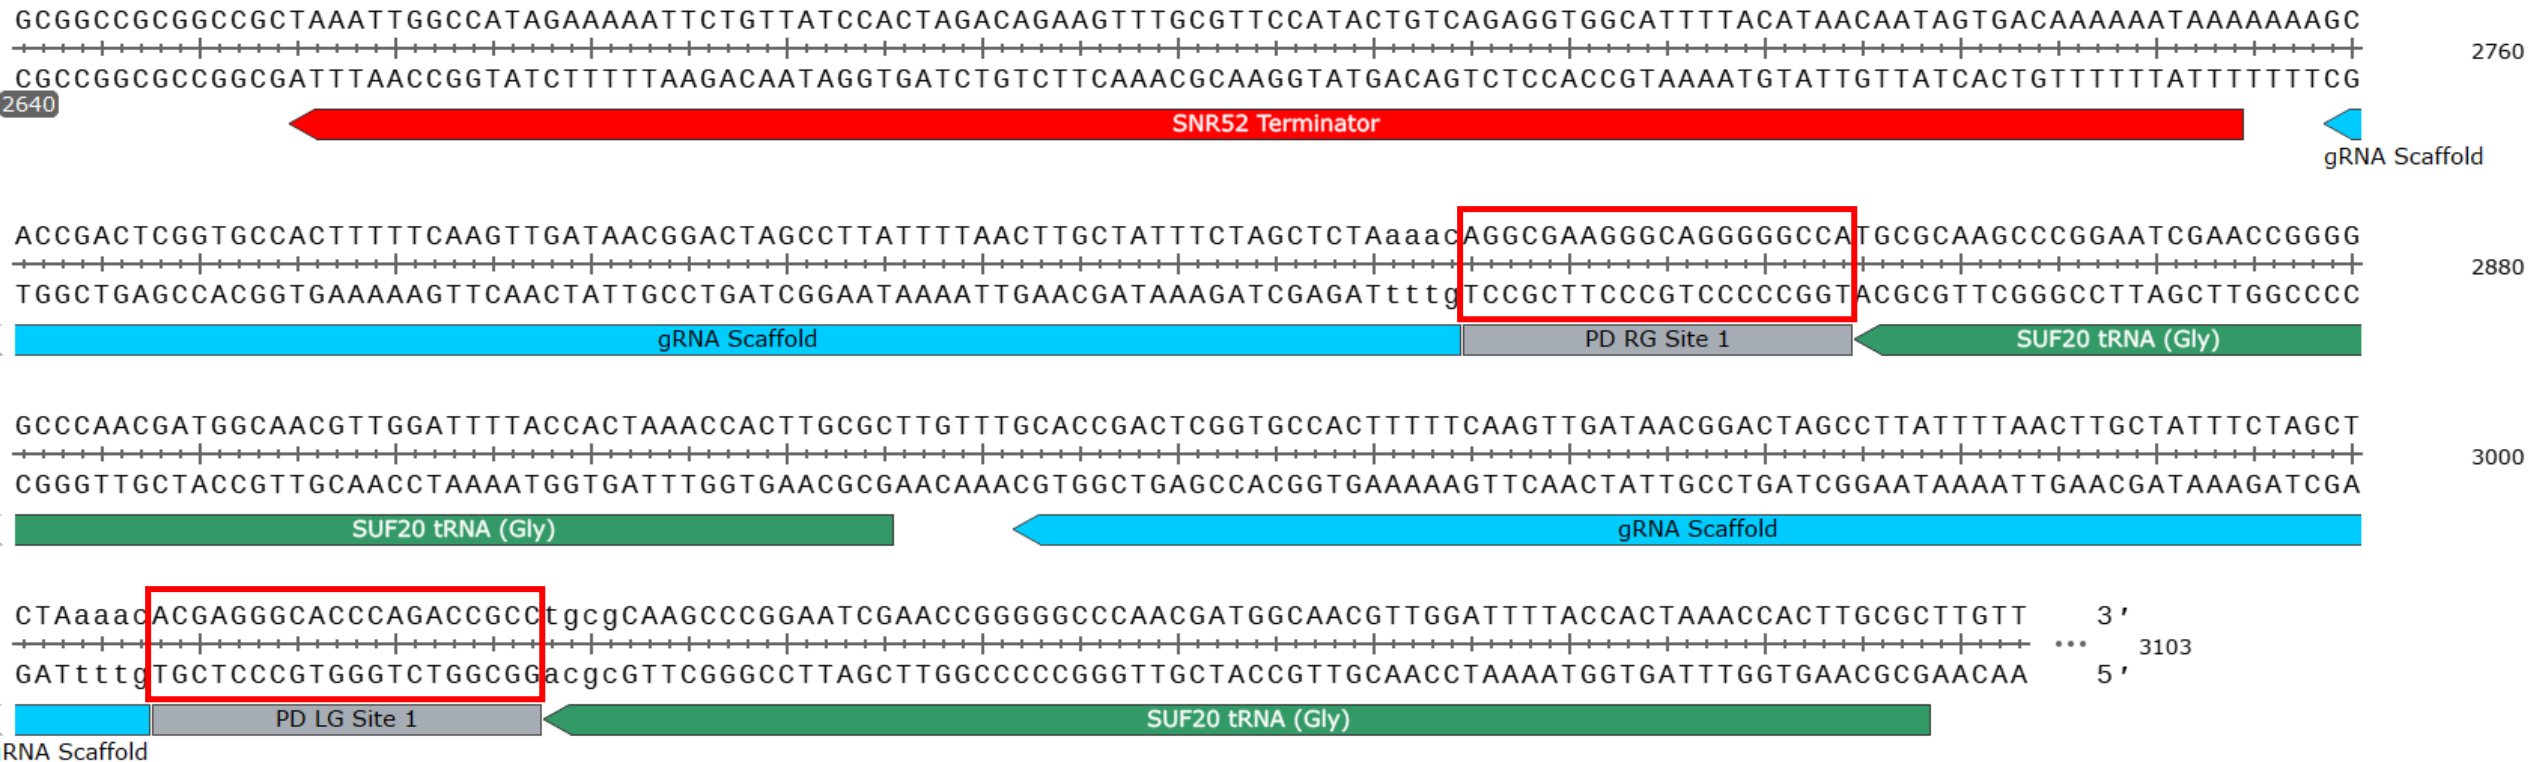 GCGGCCGCGGCCGCTAAATTGGCCATAGAAAAATTCTGTTATCCACTAGACAGAAGTTTGCGTTCCATACTGTCAGAGGTGGCATTTTACATAACAATAGTGACAAAAAATAAAAAAAGC
2760
CGCCGGCGCCGGCGATTTAACCGGTATCTTTTTAAGACAATAGGTGATCTGTCTTCAAACGCAAGGTATGACAGTCTCCACCGTAAAATGTATTGTTATCACTGTTTTTTATTTTTTTCG
2640
SNR52 Terminator
gRNA Scaffold
ACCGACTCGGTGCCACTTTTTCAAGTTGATAACGGACTAGCCTTATTTTAACTTGCTATTTCTAGCTCTAaaacAGGCGAAGGGCAGGGGGCCATGCGCAAGCCCGGAATCGAACCGGGG
2880
TGGCTGAGCCACGGTGAAAAAGTTCAACTATTGCCTGATCGGAATAAAATTGAACGATAAAGATCGAGATtttgTCCGCTTCCCGTCCCCCGGTACGCGTTCGGGCCTTAGCTTGGCCCC
gRNA Scaffold PD RG Site 1 SUF20 tRNA (Gly)
GCCCAACGATGGCAACGTTGGATTTTACCACTAAACCACTTGCGCTTGTTTGCACCGACTCGGTGCCACTTTTTCAAGTTGATAACGGACTAGCCTTATTTTAACTTGCTATTTCTAGCT
3000
CGGGTTGCTACCGTTGCAACCTAAAATGGTGATTTGGTGAACGCGAACAAACGTGGCTGAGCCACGGTGAAAAAGTTCAACTATTGCCTGATCGGAATAAAATTGAACGATAAAGATCGA
SUF20 tRNA (Gly) gRNA Scaffold
CTAaaacACGAGGGCACCCAGACCGCCtgcgCAAGCCCGGAATCGAACCGGGGGCCCAACGATGGCAACGTTGGATTTTACCACTAAACCACTTGCGCTTGTT 3′
... 3103
GATtttgTGCTCCCGTGGGTCTGGCGGacgcGTTCGGGCCTTAGCTTGGCCCCCGGGTTGCTACCGTTGCAACCTAAAATGGTGATTTGGTGAACGCGAACAA 5′
PD LG Site 1 SUF20 tRNA (Gly)
RNA Scaffold